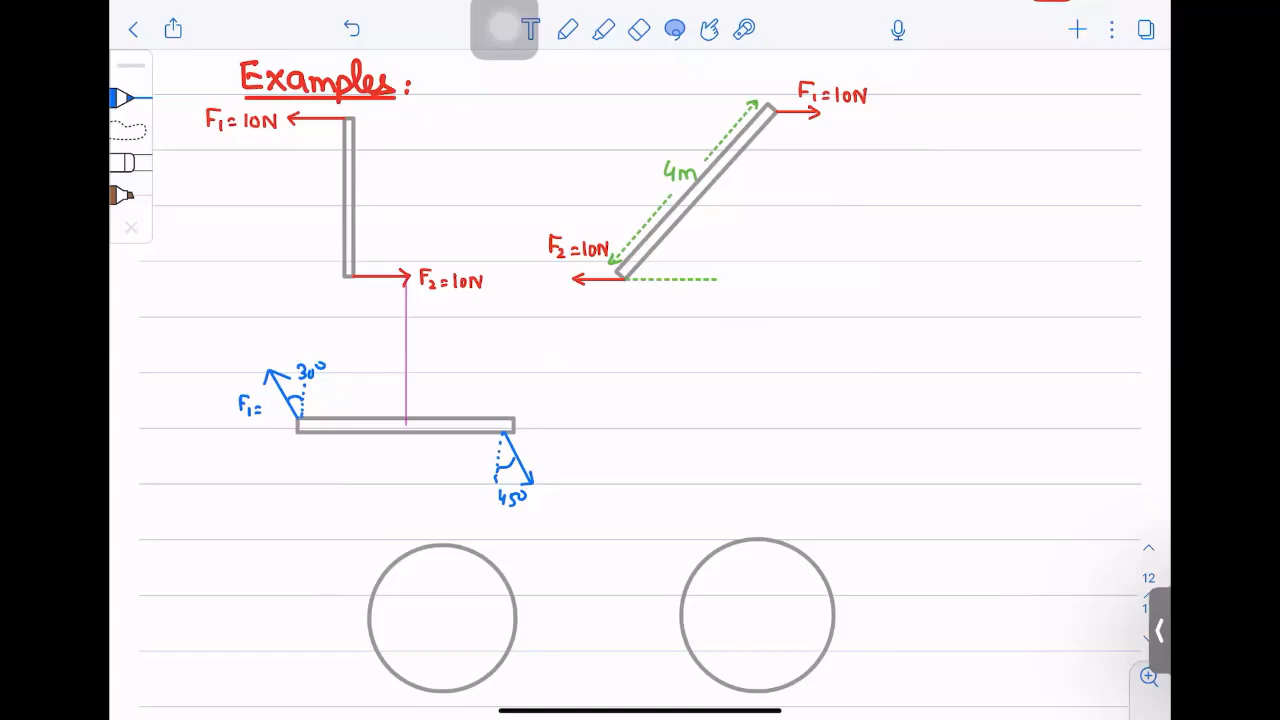 Examples:
F₁=10N
F₁=10N
4m
F₂=10N
F₂=10N
30°
F₁=
45°
12